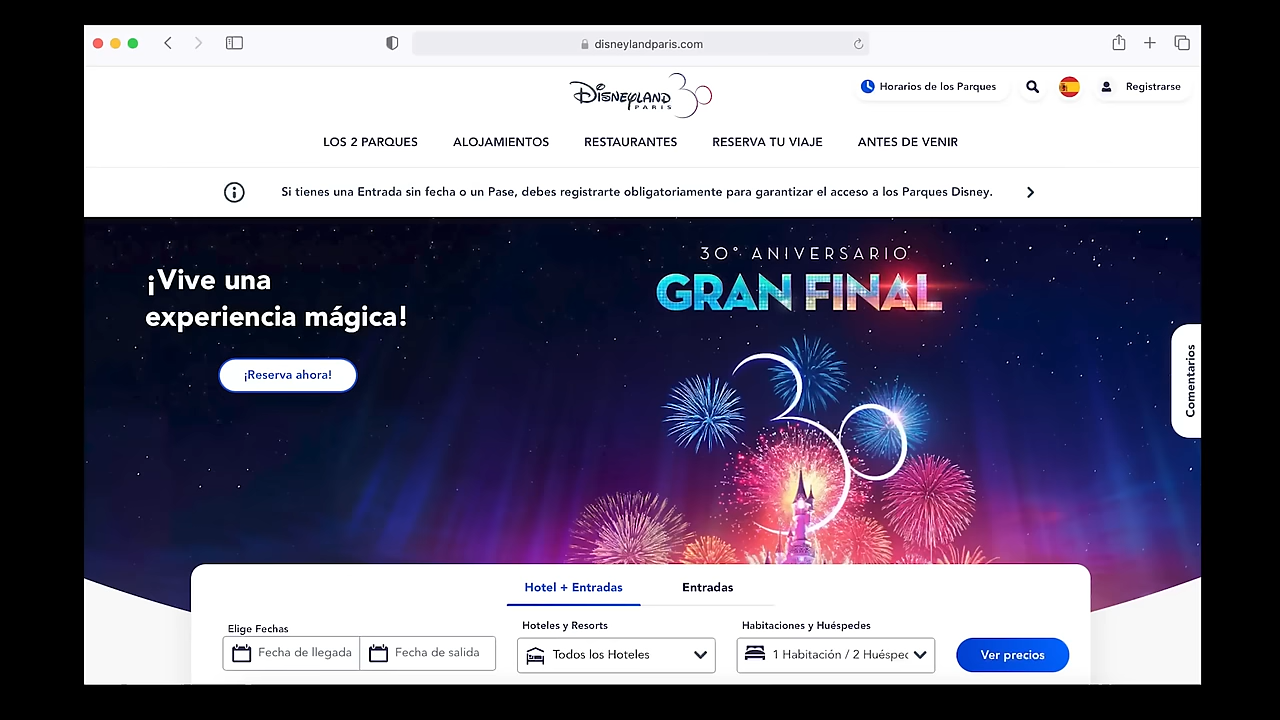 disneylandparis.com
Disneyland
PARIS
30
Horarios de los Parques
Registrarse
LOS 2 PARQUES
ALOJAMIENTOS
RESTAURANTES
RESERVA TU VIAJE
ANTES DE VENIR
Si tienes una Entrada sin fecha o un Pase, debes registrarte obligatoriamente para garantizar el acceso a los Parques Disney.
¡Vive una
experiencia mágica!
¡Reserva ahora!
30° ANIVERSARIO
GRAN FINAL
30
Comentarios
Hotel + Entradas
Entradas
Elige Fechas
Fecha de llegada
Fecha de salida
Hoteles y Resorts
Todos los Hoteles
Habitaciones y Huéspedes
1 Habitación / 2 Huéspec
Ver precios